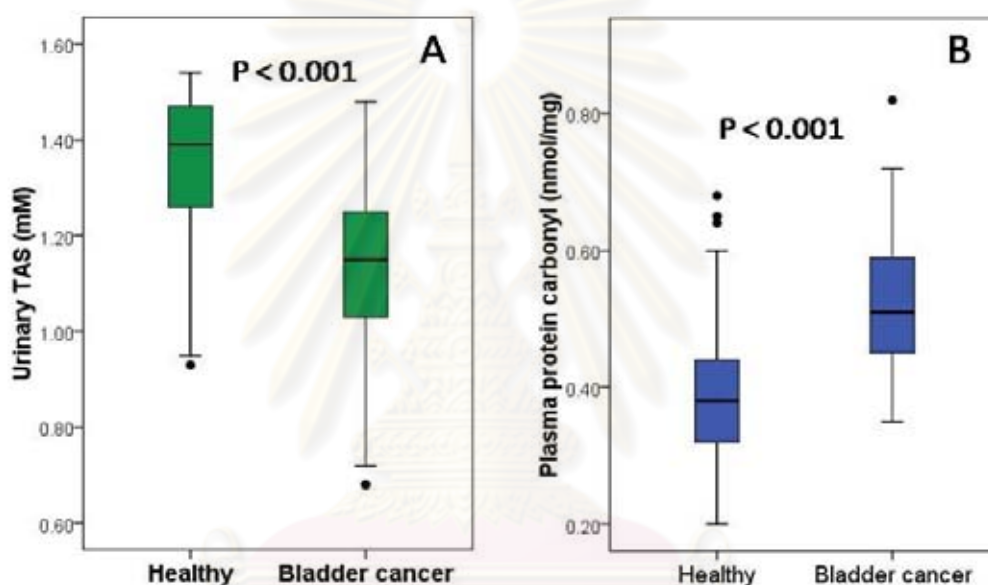 A
P < 0.001
Urinary TAS (mM)
1.60
1.40
1.20
1.00
0.80
0.60
Healthy Bladder cancer
B
P < 0.001
Plasma protein carbonyl (nmol/mg)
0.80
0.60
0.40
0.20
Healthy Bladder cancer